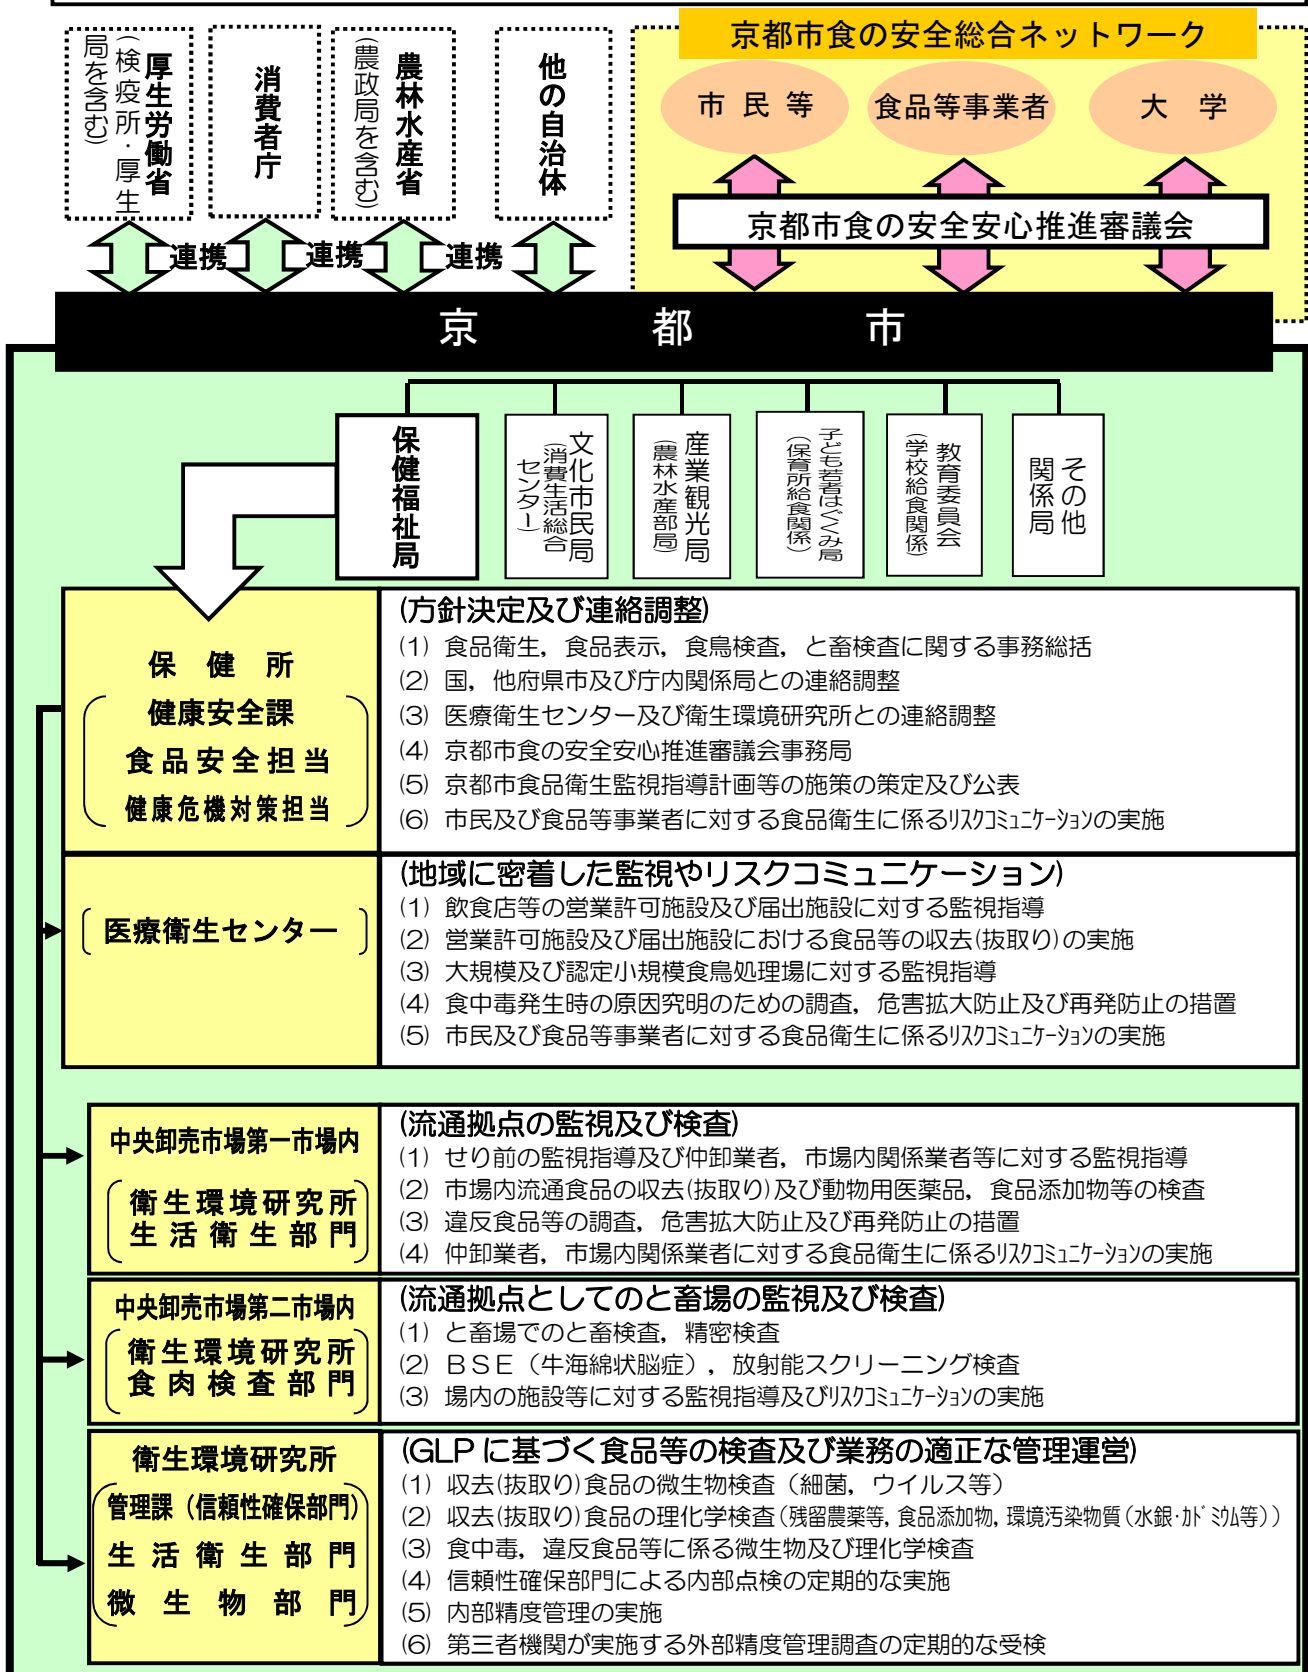 京都市食の安全総合ネットワーク
厚生労働省
(検疫所・厚生
局を含む)
消費者庁
農林水産省
(農政局を含む)
他の自治体
市民等
食品等事業者
大学
京都市食の安全安心推進審議会
連携
連携
連携
京都市
保健福祉局
文化市民局
(消費生活総合
センター)
産業観光局
(農林水産部局)
子ども若者はぐくみ局
(保育所給食関係)
教育委員会
(学校給食関係)
その他
関係局
保健所
健康安全課
食品安全担当
健康危機対策担当
(方針決定及び連絡調整)
(1) 食品衛生，食品表示，食鳥検査，と畜検査に関する事務総括
(2) 国，他府県市及び庁内関係局との連絡調整
(3) 医療衛生センター及び衛生環境研究所との連絡調整
(4) 京都市食の安全安心推進審議会事務局
(5) 京都市食品衛生監視指導計画等の施策の策定及び公表
(6) 市民及び食品等事業者に対する食品衛生に係るﾘｽｸｺﾐｭﾆｹｰｼｮﾝの実施
医療衛生センター
(地域に密着した監視やリスクコミュニケーション)
(1) 飲食店等の営業許可施設及び届出施設に対する監視指導
(2) 営業許可施設及び届出施設における食品等の収去(抜取り)の実施
(3) 大規模及び認定小規模食鳥処理場に対する監視指導
(4) 食中毒発生時の原因究明のための調査，危害拡大防止及び再発防止の措置
(5) 市民及び食品等事業者に対する食品衛生に係るﾘｽｸｺﾐｭﾆｹｰｼｮﾝの実施
中央卸売市場第一市場内
衛生環境研究所
生活衛生部門
(流通拠点の監視及び検査)
(1) せり前の監視指導及び仲卸業者，市場内関係業者等に対する監視指導
(2) 市場内流通食品の収去(抜取り)及び動物用医薬品，食品添加物等の検査
(3) 違反食品等の調査，危害拡大防止及び再発防止の措置
(4) 仲卸業者，市場内関係業者に対する食品衛生に係るﾘｽｸｺﾐｭﾆｹｰｼｮﾝの実施
中央卸売市場第二市場内
衛生環境研究所
食肉検査部門
(流通拠点としてのと畜場の監視及び検査)
(1) と畜場でのと畜検査，精密検査
(2) ＢＳＥ（牛海綿状脳症），放射能スクリーニング検査
(3) 場内の施設等に対する監視指導及びﾘｽｸｺﾐｭﾆｹｰｼｮﾝの実施
衛生環境研究所
管理課（信頼性確保部門）
生活衛生部門
微生物部門
(GLPに基づく食品等の検査及び業務の適正な管理運営)
(1) 収去(抜取り)食品の微生物検査（細菌，ウイルス等）
(2) 収去(抜取り)食品の理化学検査（残留農薬等，食品添加物，環境汚染物質（水銀・ｶﾄﾞﾐｳﾑ等））
(3) 食中毒，違反食品等に係る微生物及び理化学検査
(4) 信頼性確保部門による内部点検の定期的な実施
(5) 内部精度管理の実施
(6) 第三者機関が実施する外部精度管理調査の定期的な受検